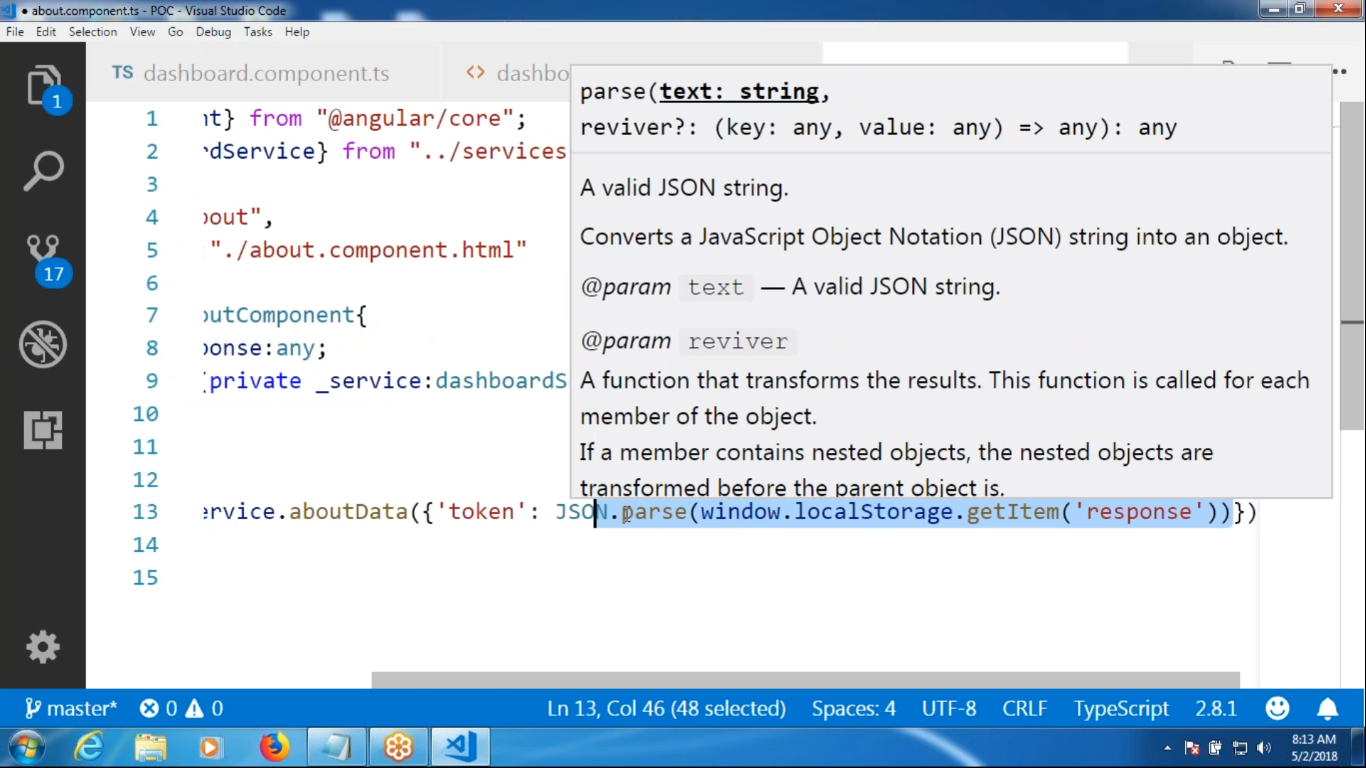 about.component.ts - POC - Visual Studio Code
File Edit Selection View Go Debug Tasks Help
TS dashboard.component.ts <> dashbo
1 nt} from "@angular/core";
2 rdService} from "../services
3
4 bout",
5 :"./about.component.html"
6
7 outComponent{
8 ponse:any;
9 (private _service:dashboardS
10
11
12
13 ervice.aboutData({'token': JSON.parse(window.localStorage.getItem('response'))})
14
15
parse(text: string,
reviver?: (key: any, value: any) => any): any
A valid JSON string.
Converts a JavaScript Object Notation (JSON) string into an object.
@param text — A valid JSON string.
@param reviver
A function that transforms the results. This function is called for each
member of the object.
If a member contains nested objects, the nested objects are
transformed before the parent object is.
1
17
master* 0 0 Ln 13, Col 46 (48 selected) Spaces: 4 UTF-8 CRLF TypeScript 2.8.1
8:13 AM
5/2/2018